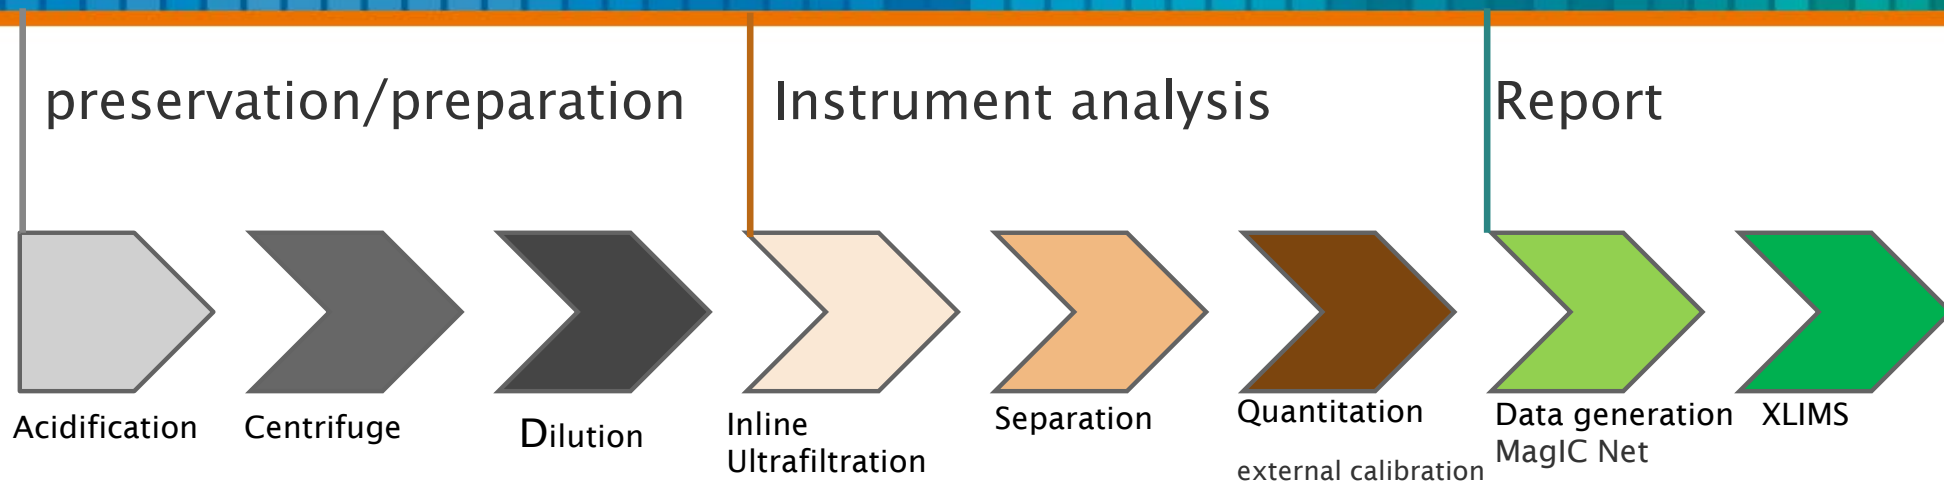 preservation/preparation
Instrument analysis
Report
Acidification
Centrifuge
Dilution
Inline
Ultrafiltration
Separation
Quantitation
external calibration
Data generation
MagIC Net
XLIMS